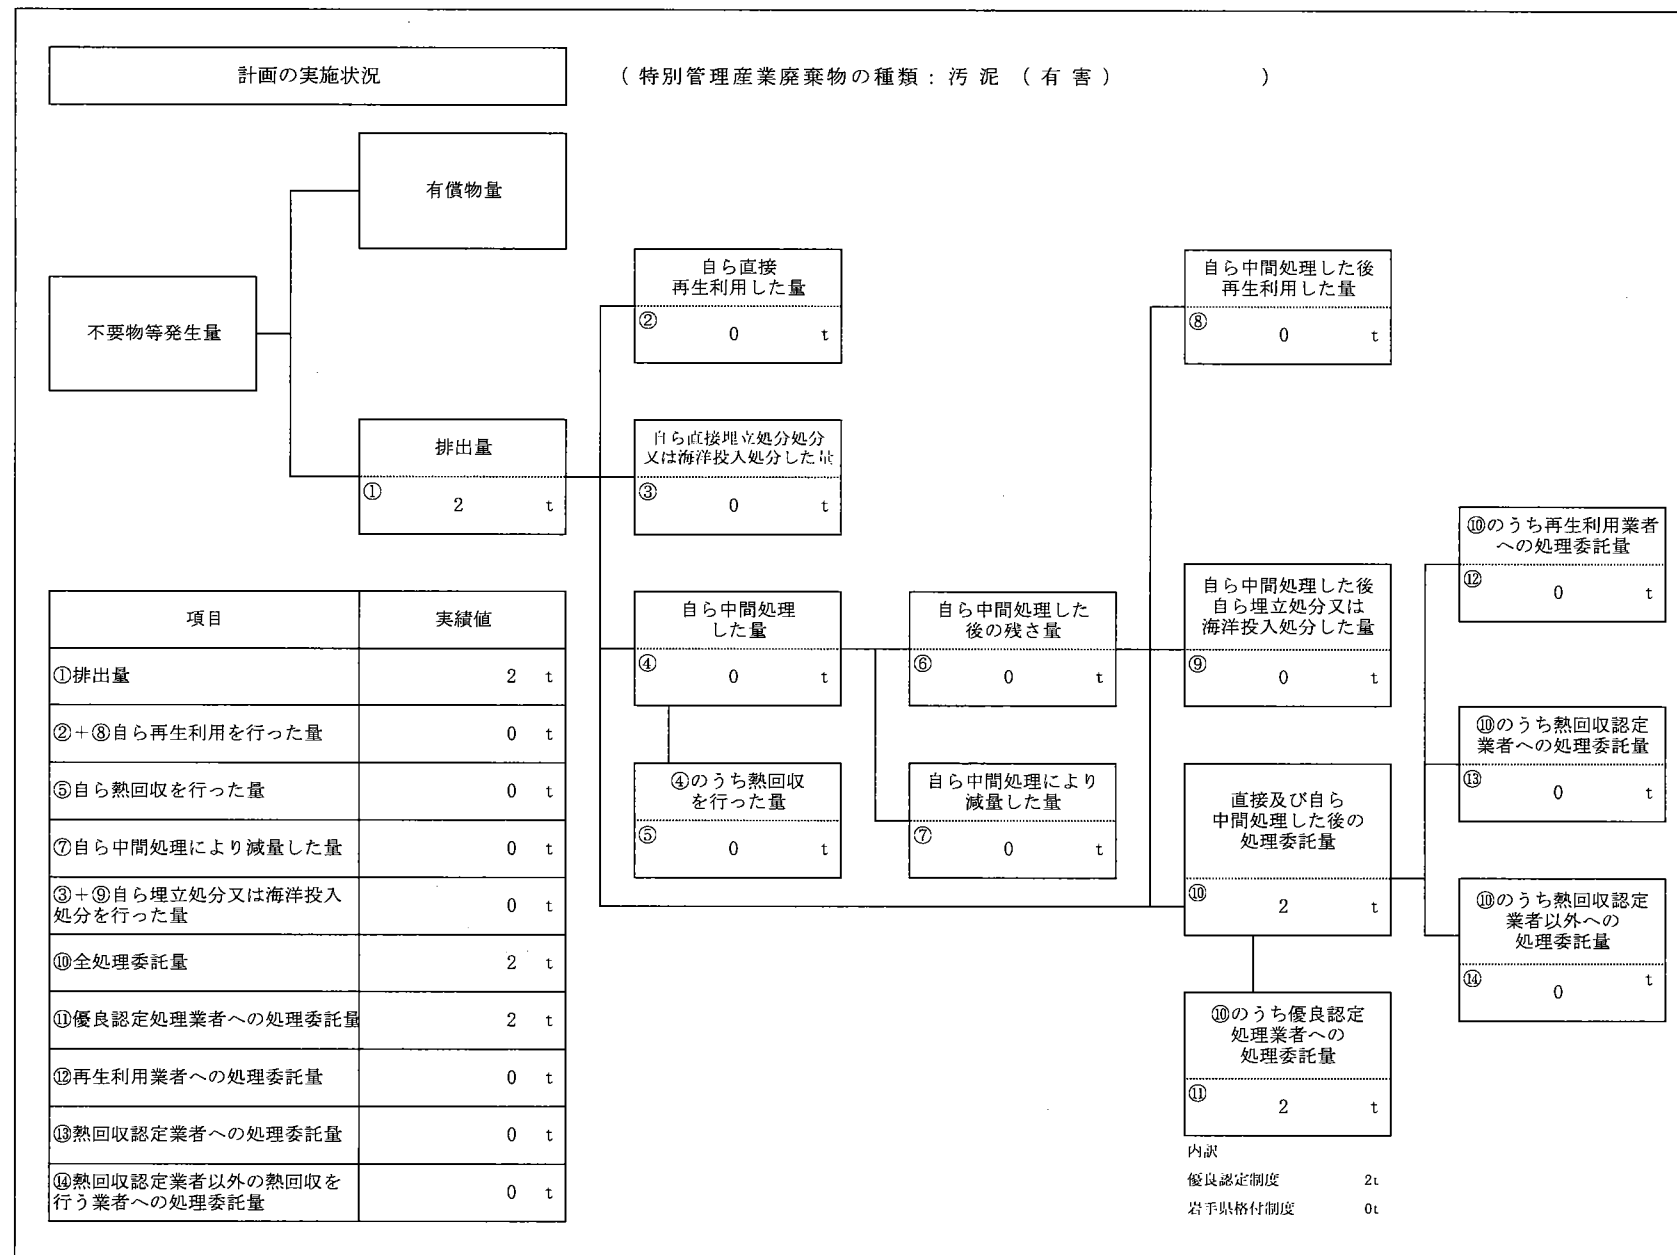 計画の実施状況
（特別管理産業廃棄物の種類：汚泥（有害）　　　　　）
有償物量
不要物等発生量
排出量
① 2 t
自ら直接
再生利用した量
② 0 t
自ら直接埋立処分処分
又は海洋投入処分した量
③ 0 t
自ら中間処理
した量
④ 0 t
④のうち熱回収
を行った量
⑤ 0 t
自ら中間処理した
後の残さ量
⑥ 0 t
自ら中間処理により
減量した量
⑦ 0 t
自ら中間処理した後
再生利用した量
⑧ 0 t
自ら中間処理した後
自ら埋立処分又は
海洋投入処分した量
⑨ 0 t
直接及び自ら
中間処理した後の
処理委託量
⑩ 2 t
⑩のうち優良認定
処理業者への
処理委託量
⑪ 2 t
内訳
優良認定制度 2t
岩手県格付制度 0t
⑩のうち再生利用業者
への処理委託量
⑫ 0 t
⑩のうち熱回収認定
業者への処理委託量
⑬ 0 t
⑩のうち熱回収認定
業者以外への
処理委託量
⑭ 0 t
項目 実績値
①排出量 2 t
②＋⑧自ら再生利用を行った量 0 t
⑤自ら熱回収を行った量 0 t
⑦自ら中間処理により減量した量 0 t
③＋⑨自ら埋立処分又は海洋投入
処分を行った量 0 t
⑩全処理委託量 2 t
⑪優良認定処理業者への処理委託量 2 t
⑫再生利用業者への処理委託量 0 t
⑬熱回収認定業者への処理委託量 0 t
⑭熱回収認定業者以外の熱回収を
行う業者への処理委託量 0 t